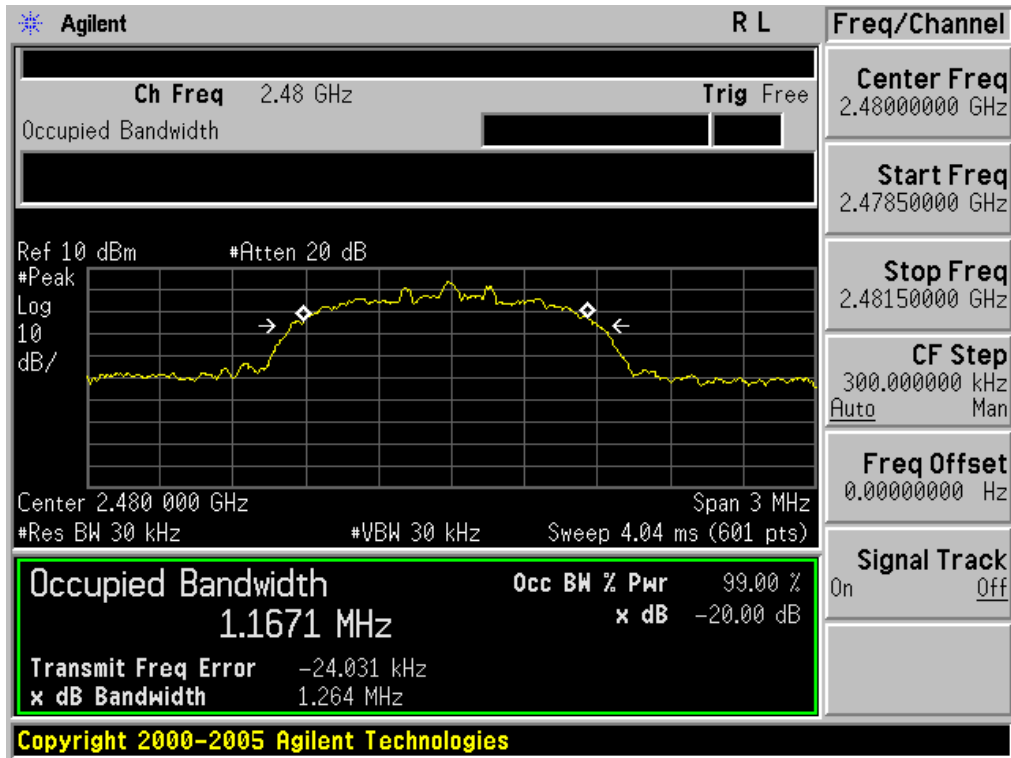 Agilent R L Freq/Channel
Ch Freq 2.48 GHz Trig Free
Occupied Bandwidth
Center Freq
2.48000000 GHz
Start Freq
2.47850000 GHz
Stop Freq
2.48150000 GHz
CF Step
300.000000 kHz
Auto Man
Freq Offset
0.00000000 Hz
Signal Track
On Off
Ref 10 dBm #Atten 20 dB
#Peak
Log
10
dB/
Center 2.480 000 GHz Span 3 MHz
#Res BW 30 kHz #VBW 30 kHz Sweep 4.04 ms (601 pts)
Occupied Bandwidth
1.1671 MHz
Occ BW % Pwr 99.00 %
x dB -20.00 dB
Transmit Freq Error -24.031 kHz
x dB Bandwidth 1.264 MHz
Copyright 2000-2005 Agilent Technologies